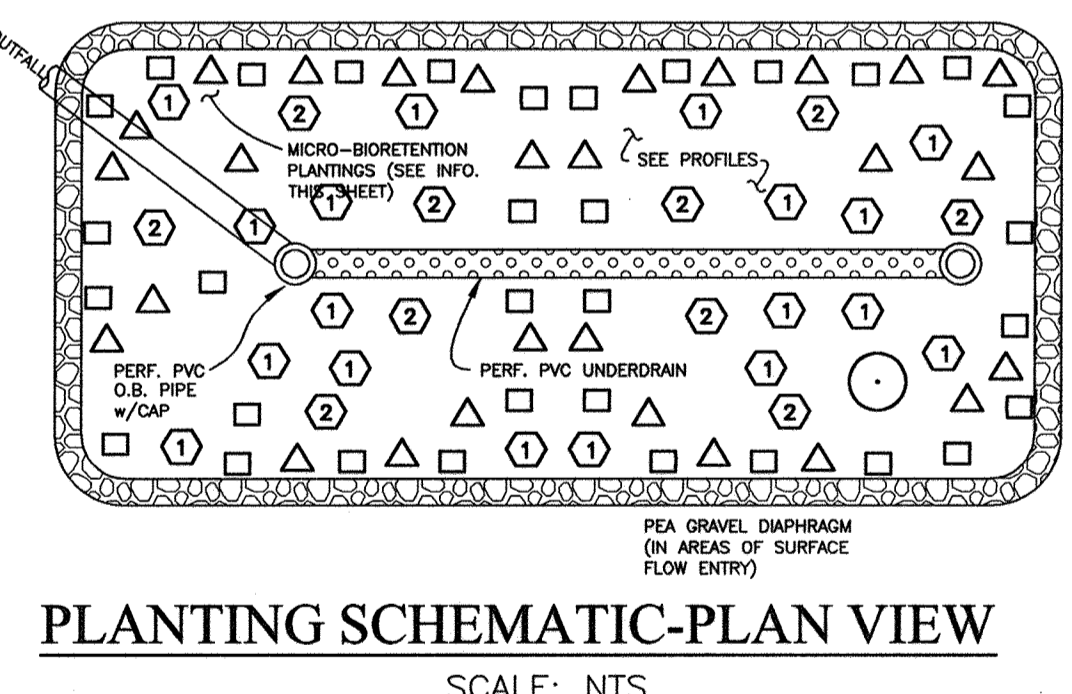 OUTFALL
1
2
1
1
2
1
MICRO-BIORETENTION
PLANTINGS (SEE INFO.
THIS SHEET)
SEE PROFILES
2
1
1
2
2
1
1
2
1
2
2
1
1
PERF. PVC
O.B. PIPE
w/CAP
1
1
PERF. PVC UNDERDRAIN
1
1
2
2
1
1
1
PEA GRAVEL DIAPHRAGM
(IN AREAS OF SURFACE
FLOW ENTRY)
PLANTING SCHEMATIC-PLAN VIEW
SCALE: NTS